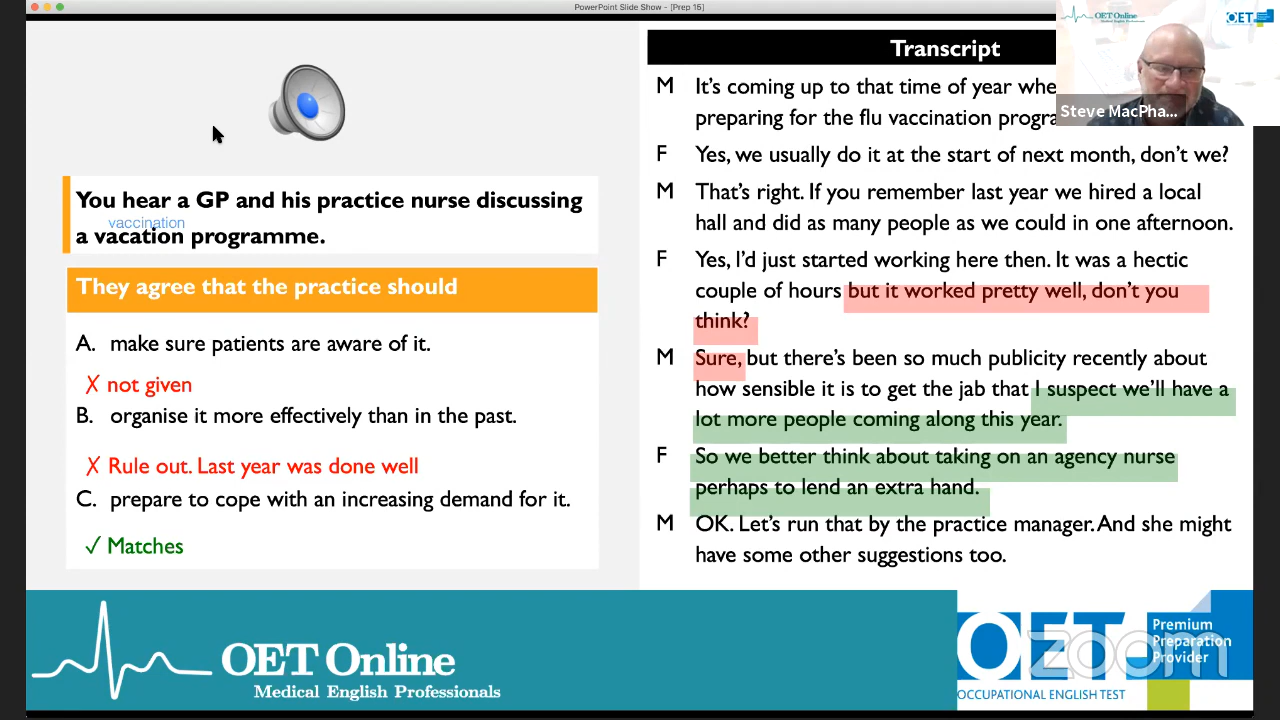 PowerPoint Slide Show - [Prep 15]
You hear a GP and his practice nurse discussing
vaccination
a vacation programme.
They agree that the practice should
A. make sure patients are aware of it.
✗ not given
B. organise it more effectively than in the past.
✗ Rule out. Last year was done well
C. prepare to cope with an increasing demand for it.
✓ Matches
Transcript
M It's coming up to that time of year
preparing for the flu vaccination
F Yes, we usually do it at the start of next month, don't we?
M That's right. If you remember last year we hired a local
hall and did as many people as we could in one afternoon.
F Yes, I'd just started working here then. It was a hectic
couple of hours but it worked pretty well, don't you
think?
M Sure, but there's been so much publicity recently about
how sensible it is to get the jab that I suspect we'll have a
lot more people coming along this year.
F So we better think about taking on an agency nurse
perhaps to lend an extra hand.
M OK. Let's run that by the practice manager. And she might
have some other suggestions too.
OET Online
Medical English Professionals
OET
Steve MacPha...
OET Online
Medical English Professionals
OET
Premium
Preparation
Provider
zoom
OCCUPATIONAL ENGLISH TEST